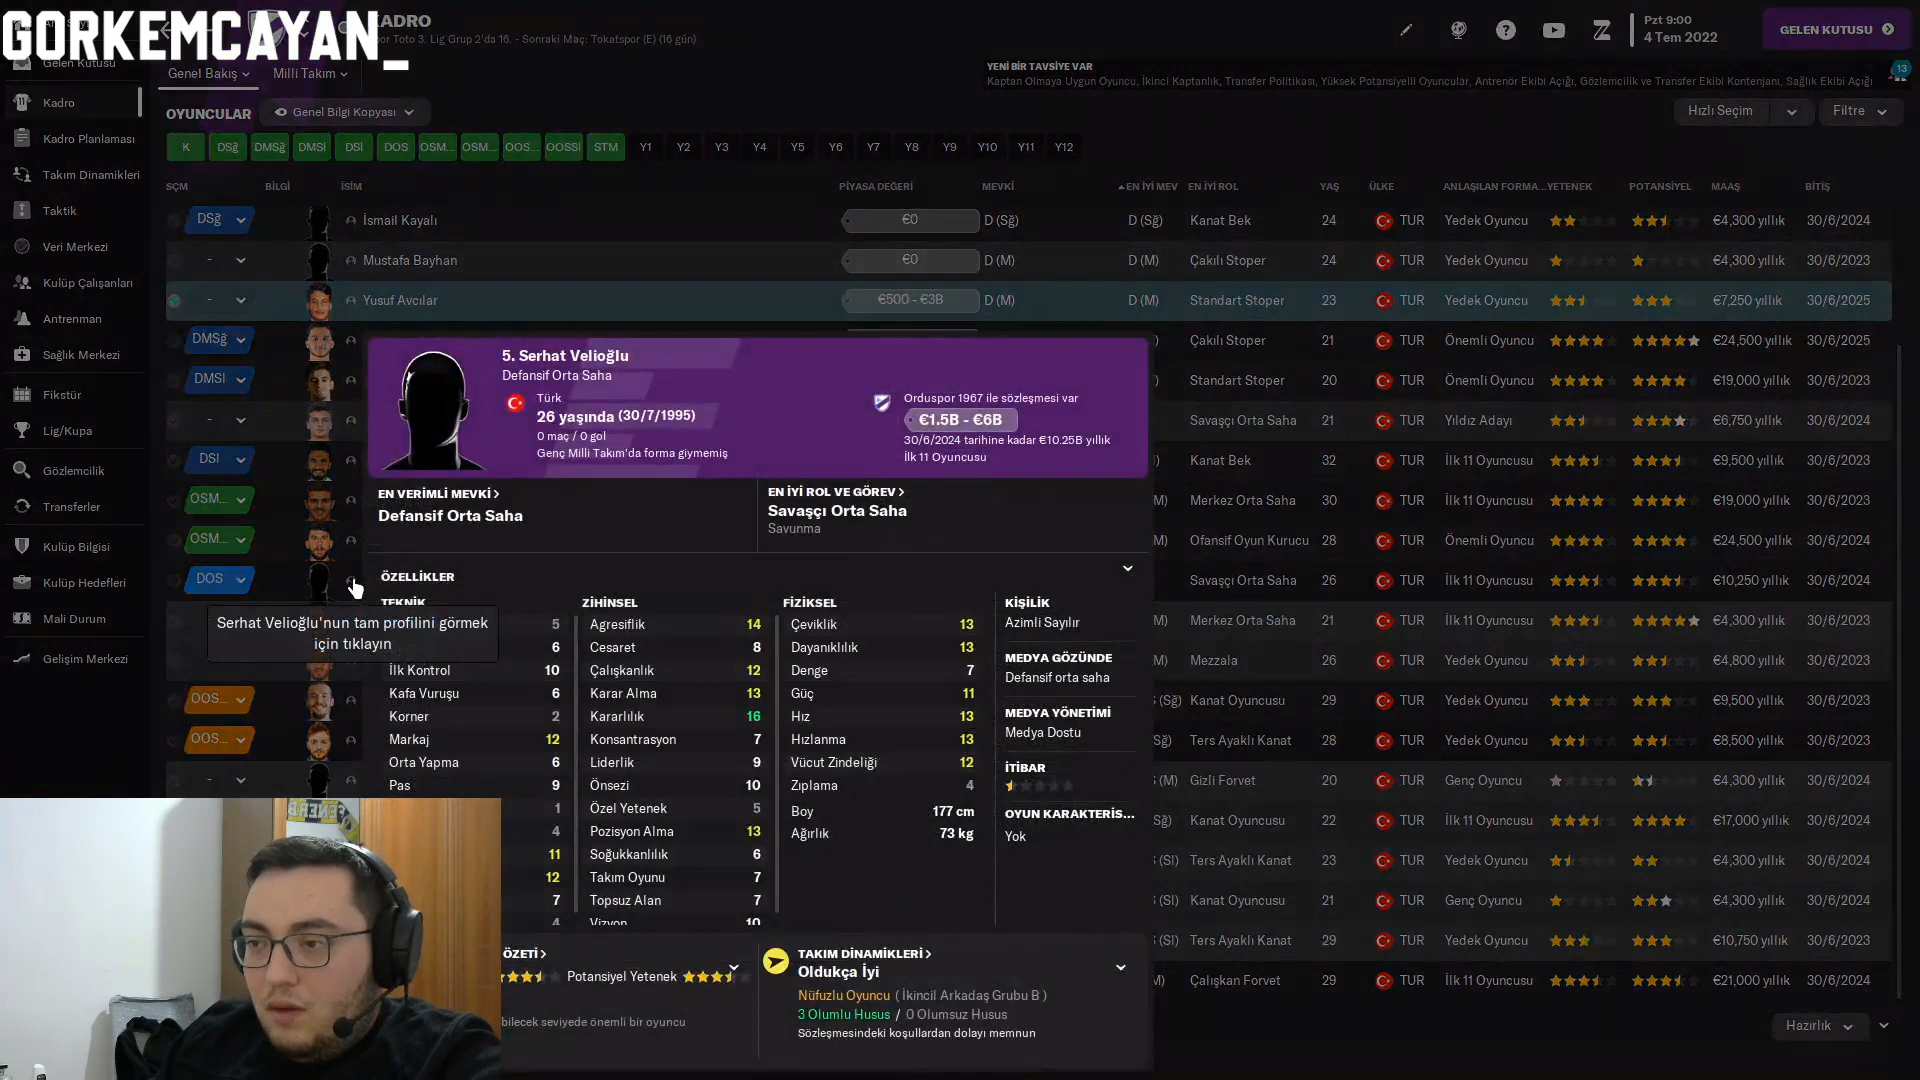 GORKEMCAYAN_
KADRO
por Toto 3. Lig Grup 2'da 16. - Sonraki Maç: Tokatspor (E) (16 gün)
Pzt 9:00
4 Tem 2022
GELEN KUTUSU
Gelen Kutusu
Kadro
Kadro Planlaması
Takım Dinamikleri
Taktik
Veri Merkezi
Kulüp Çalışanları
Antrenman
Sağlık Merkezi
Fikstür
Lig/Kupa
Gözlemcilik
Transferler
Kulüp Bilgisi
Kulüp Hedefleri
Mali Durum
Gelişim Merkezi
Genel Bakış
Milli Takım
YENİ BİR TAVSİYE VAR
Kaptan Olmaya Uygun Oyuncu, İkinci Kaptanlık, Transfer Politikası, Yüksek Potansiyelli Oyuncular, Antrenör Ekibi Açığı, Gözlemcilik ve Transfer Ekibi Kontenjanı, Sağlık Ekibi Açığı
13
OYUNCULAR
Genel Bilgi Kopyası
Hızlı Seçim
Filtre
K DSğ DMSğ DMSl DSl DOS OSM... OSM... OOS... OOSSl STM Y1 Y2 Y3 Y4 Y5 Y6 Y7 Y8 Y9 Y10 Y11 Y12
SÇM BİLGİ İSİM PİYASA DEĞERİ MEVKİ EN İYİ MEV EN İYİ ROL YAŞ ÜLKE ANLAŞILAN FORMA... YETENEK POTANSİYEL MAAŞ BİTİŞ
DSğ İsmail Kayalı €0 D (Sğ) D (Sğ) Kanat Bek 24 TUR Yedek Oyuncu €4,300 yıllık 30/6/2024
- Mustafa Bayhan €0 D (M) D (M) Çakılı Stoper 24 TUR Yedek Oyuncu €4,300 yıllık 30/6/2023
- Yusuf Avcılar €500 - €3B D (M) D (M) Standart Stoper 23 TUR Yedek Oyuncu €7,250 yıllık 30/6/2025
DMSğ Çakılı Stoper 21 TUR Önemli Oyuncu €24,500 yıllık 30/6/2025
DMSl Standart Stoper 20 TUR Önemli Oyuncu €19,000 yıllık 30/6/2023
- Savaşçı Orta Saha 21 TUR Yıldız Adayı €6,750 yıllık 30/6/2024
DSl Kanat Bek 32 TUR İlk 11 Oyuncusu €9,500 yıllık 30/6/2023
OSM... M) Merkez Orta Saha 30 TUR İlk 11 Oyuncusu €19,000 yıllık 30/6/2023
OSM... M) Ofansif Oyun Kurucu 28 TUR Önemli Oyuncu €24,500 yıllık 30/6/2024
DOS Savaşçı Orta Saha 26 TUR İlk 11 Oyuncusu €10,250 yıllık 30/6/2024
M) Merkez Orta Saha 21 TUR İlk 11 Oyuncusu €4,300 yıllık 30/6/2023
M) Mezzala 26 TUR İlk 11 Oyuncusu €4,800 yıllık 30/6/2023
OOS... S (Sğ) Kanat Oyuncusu 29 TUR Yedek Oyuncu €9,500 yıllık 30/6/2023
OOS... Sğ) Ters Ayaklı Kanat 28 TUR Yedek Oyuncu €8,500 yıllık 30/6/2023
- S (M) Gizli Forvet 20 TUR Genç Oyuncu €4,300 yıllık 30/6/2024
Sğ) Kanat Oyuncusu 22 TUR İlk 11 Oyuncusu €17,000 yıllık 30/6/2024
S (Sl) Ters Ayaklı Kanat 23 TUR Yedek Oyuncu €4,300 yıllık 30/6/2024
S (Sl) Kanat Oyuncusu 21 TUR Genç Oyuncu €4,300 yıllık 30/6/2024
S (Sl) Ters Ayaklı Kanat 29 TUR Yedek Oyuncu €10,750 yıllık 30/6/2024
M) Çalışkan Forvet 29 TUR İlk 11 Oyuncusu €21,000 yıllık 30/6/2024
Hazırlık
5. Serhat Velioğlu
Defansif Orta Saha
Türk
26 yaşında (30/7/1995)
0 maç / 0 gol
Genç Milli Takım'da forma giymemiş
Orduspor 1967 ile sözleşmesi var
€1.5B - €6B
30/6/2024 tarihine kadar €10.25B yıllık
İlk 11 Oyuncusu
EN VERİMLİ MEVKİ
Defansif Orta Saha
EN İYİ ROL VE GÖREV
Savaşçı Orta Saha
Savunma
ÖZELLİKLER
TEKNİK
Serhat Velioğlu'nun tam profilini görmek
için tıklayın
5
6
İlk Kontrol 10
Kafa Vuruşu 6
Korner 2
Markaj 12
Orta Yapma 6
Pas 9
1
4
11
12
7
4
ZİHİNSEL
Agresiflik 14
Cesaret 8
Çalışkanlık 12
Karar Alma 13
Kararlılık 16
Konsantrasyon 7
Liderlik 9
Önsezi 10
Özel Yetenek 5
Pozisyon Alma 13
Soğukkanlılık 6
Takım Oyunu 7
Topsuz Alan 7
Vizyon 10
FİZİKSEL
Çeviklik 13
Dayanıklılık 13
Denge 7
Güç 11
Hız 13
Hızlanma 13
Vücut Zindeliği 12
Zıplama 4
Boy 177 cm
Ağırlık 73 kg
KİŞİLİK
Azimli Sayılır
MEDYA GÖZÜNDE
Defansif orta saha
MEDYA YÖNETİMİ
Medya Dostu
İTİBAR
OYUN KARAKTERİS...
Yok
ÖZETİ
Potansiyel Yetenek
bilecek seviyede önemli bir oyuncu
TAKIM DİNAMİKLERİ
Oldukça İyi
Nüfuzlu Oyuncu ( İkincil Arkadaş Grubu B )
3 Olumlu Husus / 0 Olumsuz Husus
Sözleşmesindeki koşullardan dolayı memnun